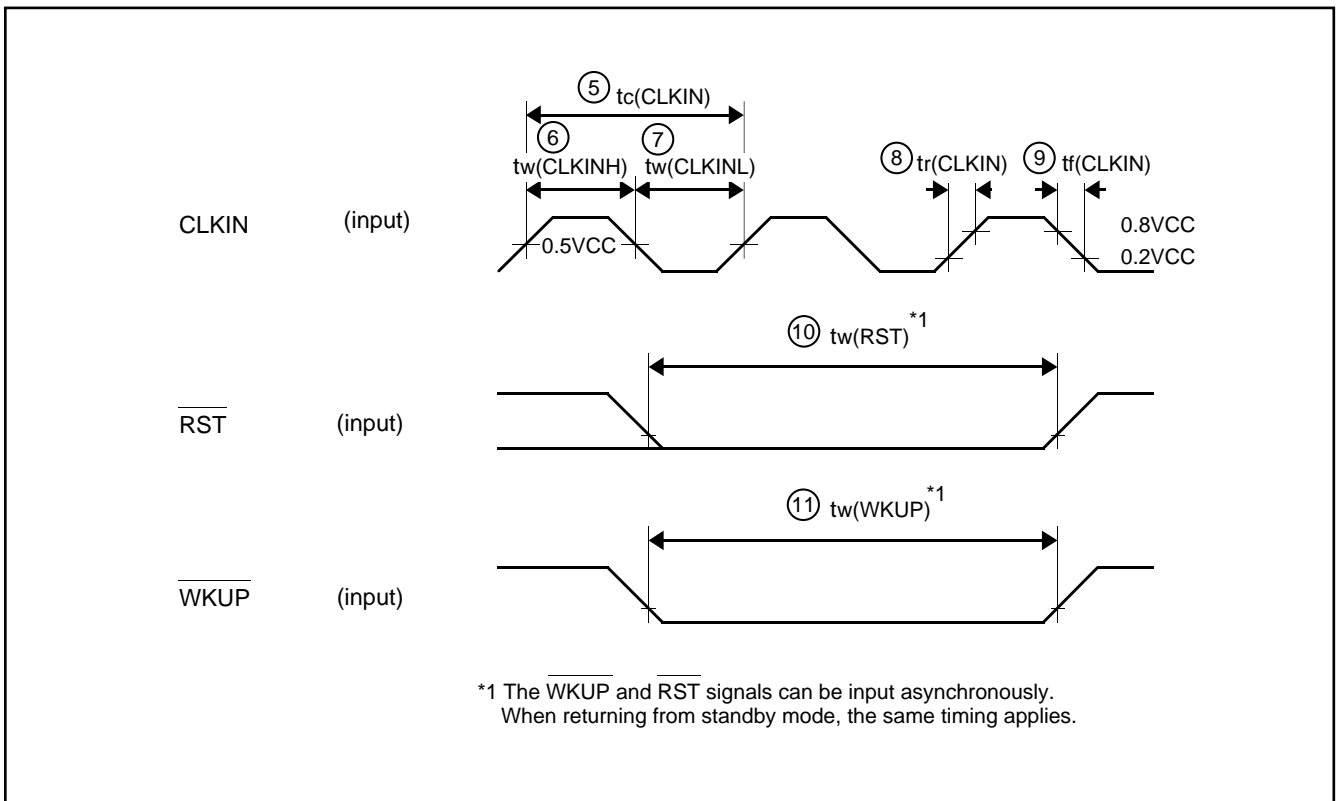 ⑤ tc(CLKIN)
⑥ ⑦
tw(CLKINH) tw(CLKINL)
⑧ tr(CLKIN) ⑨ tf(CLKIN)
CLKIN (input)
0.5VCC
0.8VCC
0.2VCC
⑩ tw(RST)*1
RST (input)
⑪ tw(WKUP)*1
WKUP (input)
*1 The WKUP and RST signals can be input asynchronously.
When returning from standby mode, the same timing applies.